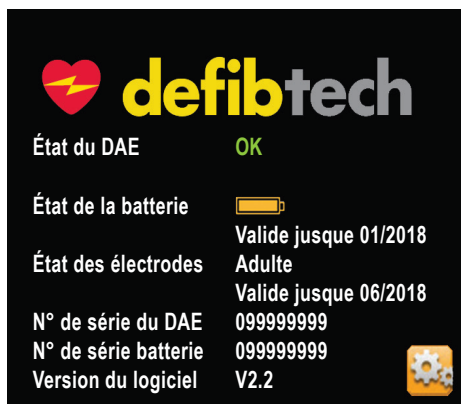 defibtech
État du DAE OK
État de la batterie
Valide jusque 01/2018
État des électrodes Adulte
Valide jusque 06/2018
N° de série du DAE 099999999
N° de série batterie 099999999
Version du logiciel V2.2